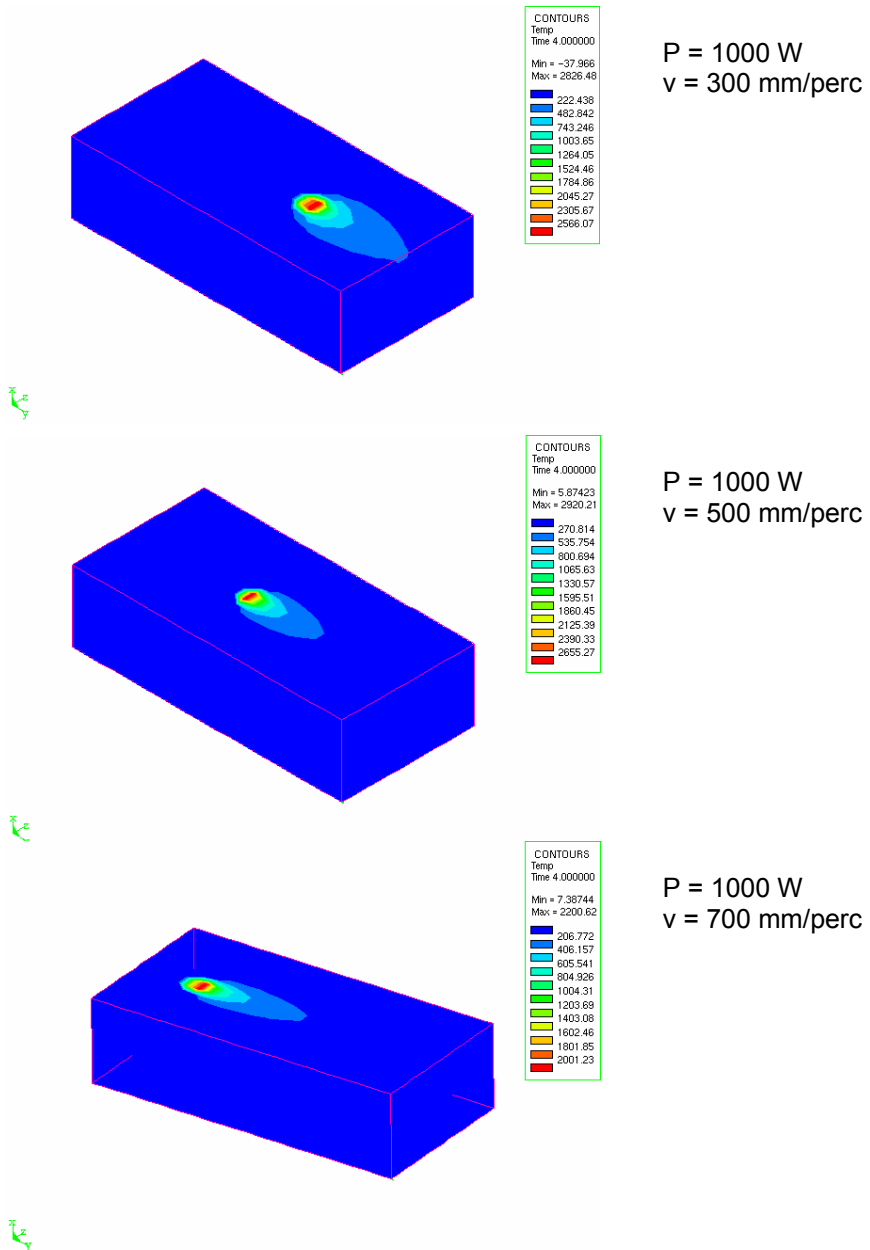 CONTOURS
Temp
Time 4.000000
Min = -37.966
Max = 2826.48
222.438
482.842
743.246
1003.65
1264.05
1524.46
1784.86
2045.27
2305.67
2566.07
P = 1000 W
v = 300 mm/perc
x
z
y
CONTOURS
Temp
Time 4.000000
Min = 5.87423
Max = 2920.21
270.814
535.754
800.694
1065.63
1330.57
1595.51
1860.45
2125.39
2390.33
2655.27
P = 1000 W
v = 500 mm/perc
x
z
CONTOURS
Temp
Time 4.000000
Min = 7.38744
Max = 2200.62
206.772
406.157
605.541
804.926
1004.31
1203.69
1403.08
1602.46
1801.85
2001.23
P = 1000 W
v = 700 mm/perc
x
z
y